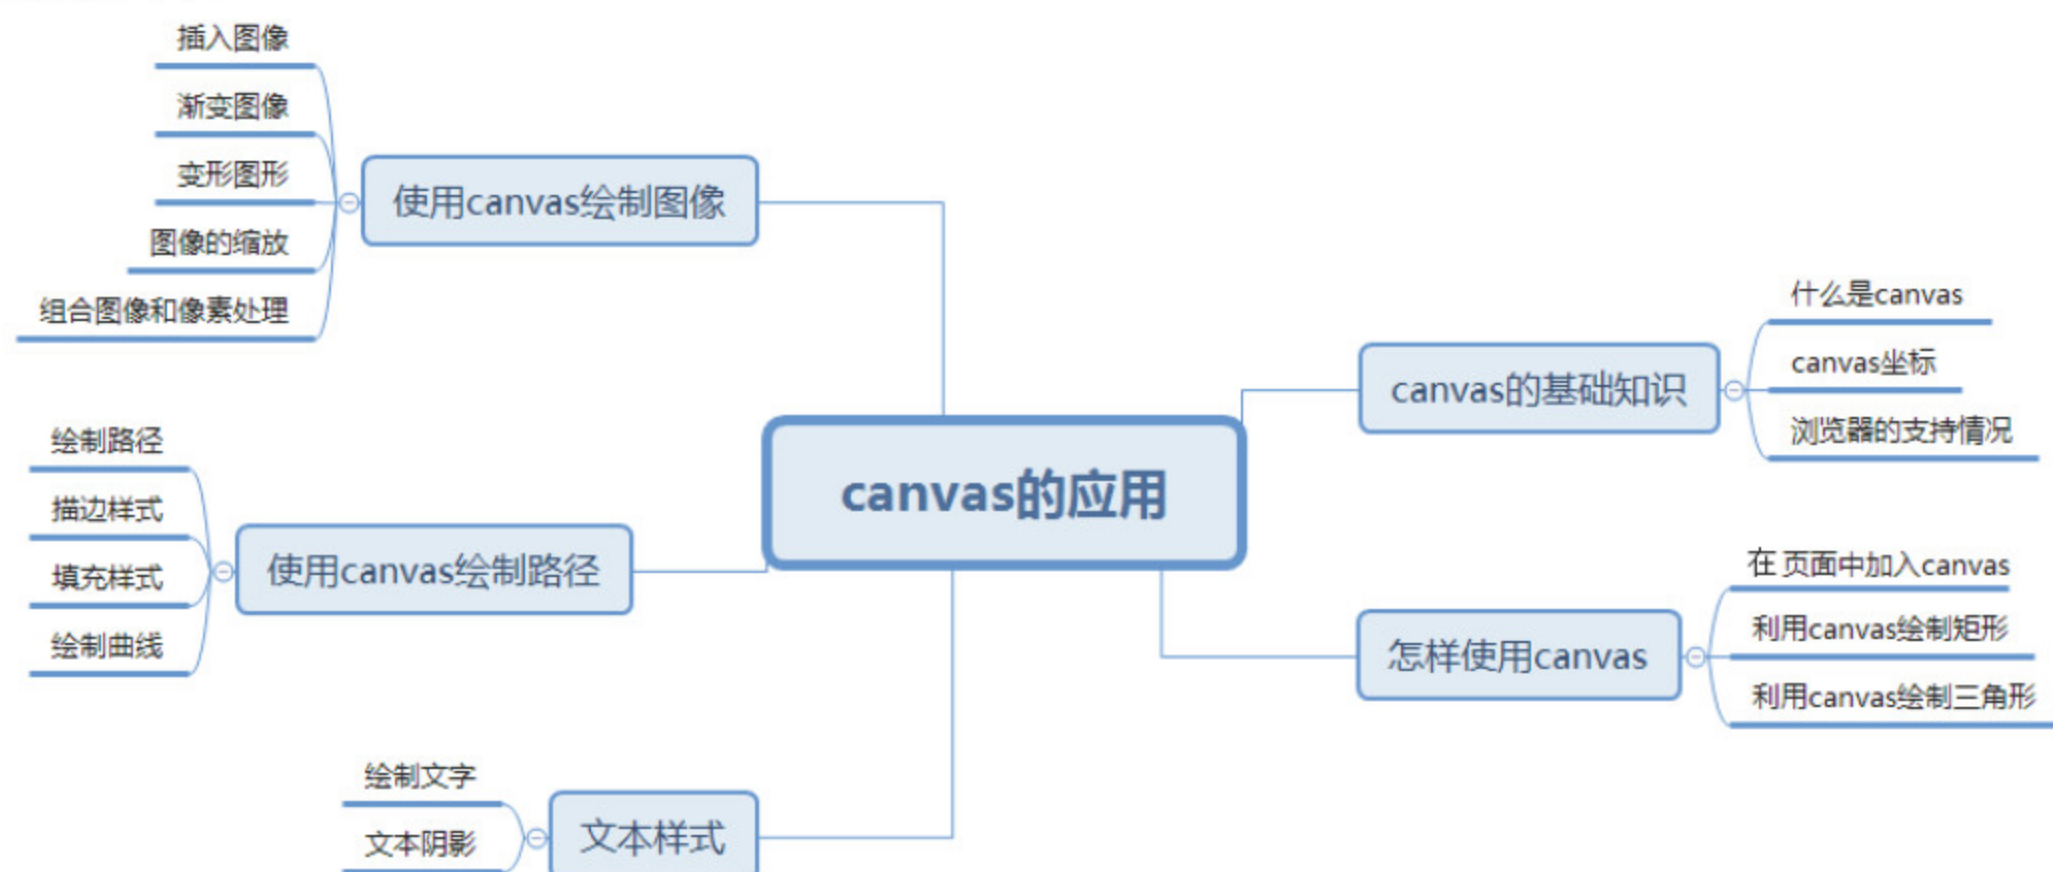 插入图像
渐变图像
变形图形
图像的缩放
组合图像和像素处理
使用canvas绘制图像
绘制路径
描边样式
填充样式
绘制曲线
使用canvas绘制路径
绘制文字
文本阴影
文本样式
canvas的应用
canvas的基础知识
什么是canvas
canvas坐标
浏览器的支持情况
怎样使用canvas
在 页面中加入canvas
利用canvas绘制矩形
利用canvas绘制三角形